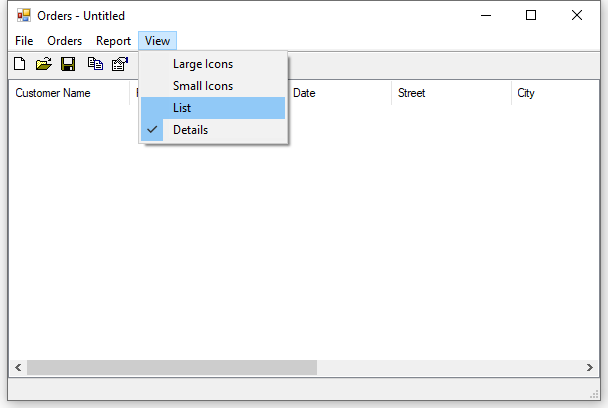 Orders - Untitled
File Orders Report View
Large Icons
Small Icons
List
Details
Customer Name Date Street City